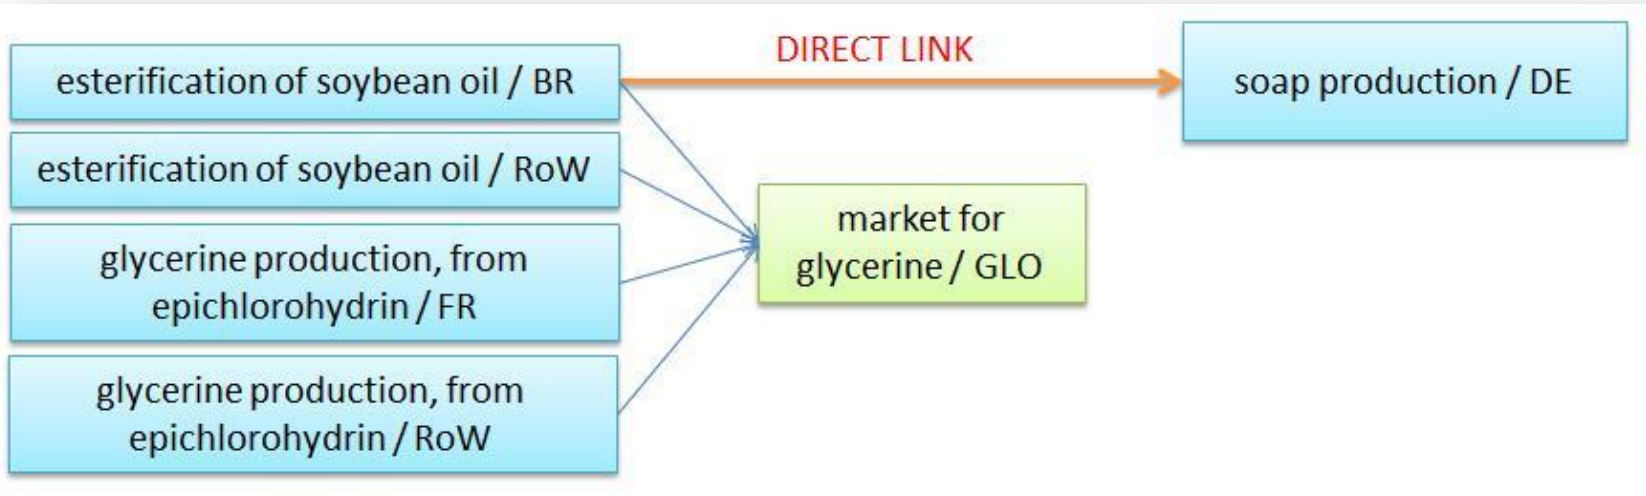 esterification of soybean oil / BR
DIRECT LINK
soap production / DE
esterification of soybean oil / RoW
market for
glycerine / GLO
glycerine production, from
epichlorohydrin / FR
glycerine production, from
epichlorohydrin / RoW